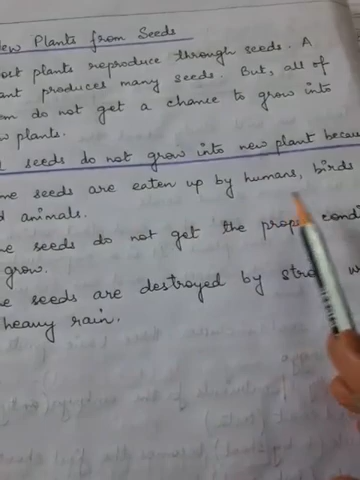 New Plants from Seeds
plants reproduce through seeds. A
produces many seeds. But, all of
do not get a chance to grow into
plants.
seeds do not grow into new plant
seeds are eaten up by humans, birds
animals.
seeds do not get the
grow.
seeds are destroyed by
heavy rain.